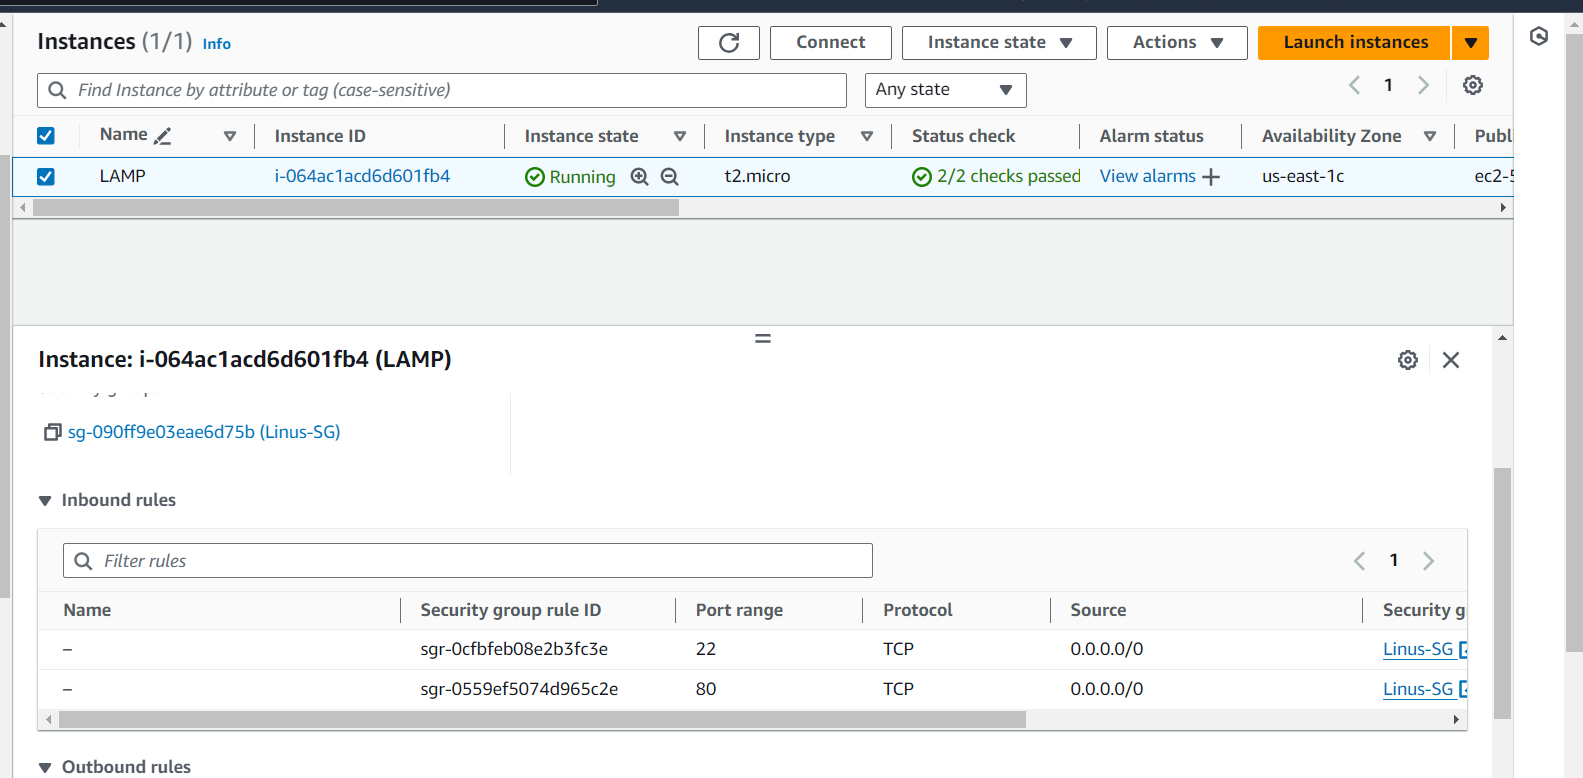 Instances (1/1) Info
Connect
Instance state
Actions
Launch instances
Find Instance by attribute or tag (case-sensitive)
Any state
1
Name
Instance ID
Instance state
Instance type
Status check
Alarm status
Availability Zone
Publ
LAMP
i-064ac1acd6d601fb4
Running
t2.micro
2/2 checks passed
View alarms
us-east-1c
ec2-5
Instance: i-064ac1acd6d601fb4 (LAMP)
sg-090ff9e03eae6d75b (Linus-SG)
Inbound rules
Filter rules
1
Name
Security group rule ID
Port range
Protocol
Source
Security g
–
sgr-0cfbfeb08e2b3fc3e
22
TCP
0.0.0.0/0
Linus-SG
–
sgr-0559ef5074d965c2e
80
TCP
0.0.0.0/0
Linus-SG
Outbound rules